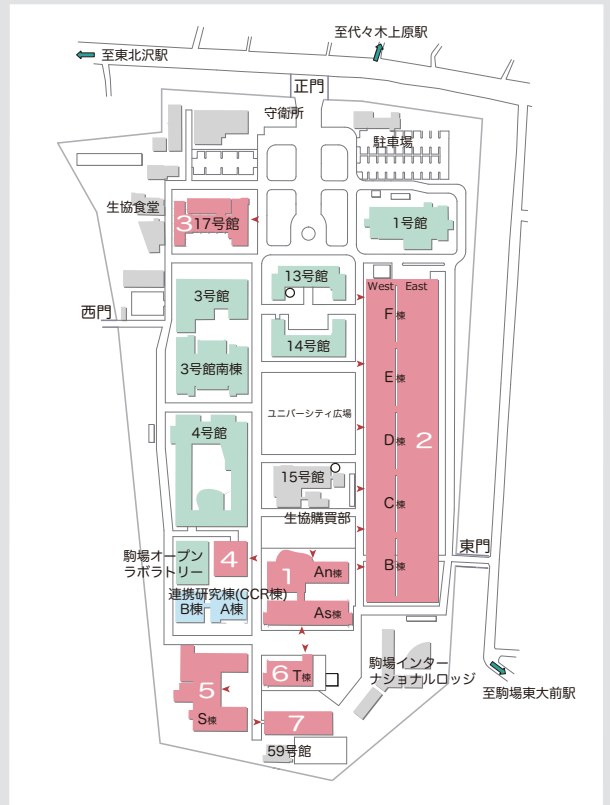 至代々木上原駅
至東北沢駅
正門
守衛所
駐車場
生協食堂
3 17号館
1号館
13号館
West East
3号館
F棟
西門
14号館
3号館南棟
E棟
ユニバーシティ広場
4号館
D棟 2
15号館
C棟
生協購買部
駒場オープン
ラボラトリー
4
東門
1 An棟
B棟
連携研究棟(CCR棟)
B棟 A棟
As棟
駒場インター
ナショナルロッジ
6 T棟
5
至駒場東大前駅
S棟
7
59号館